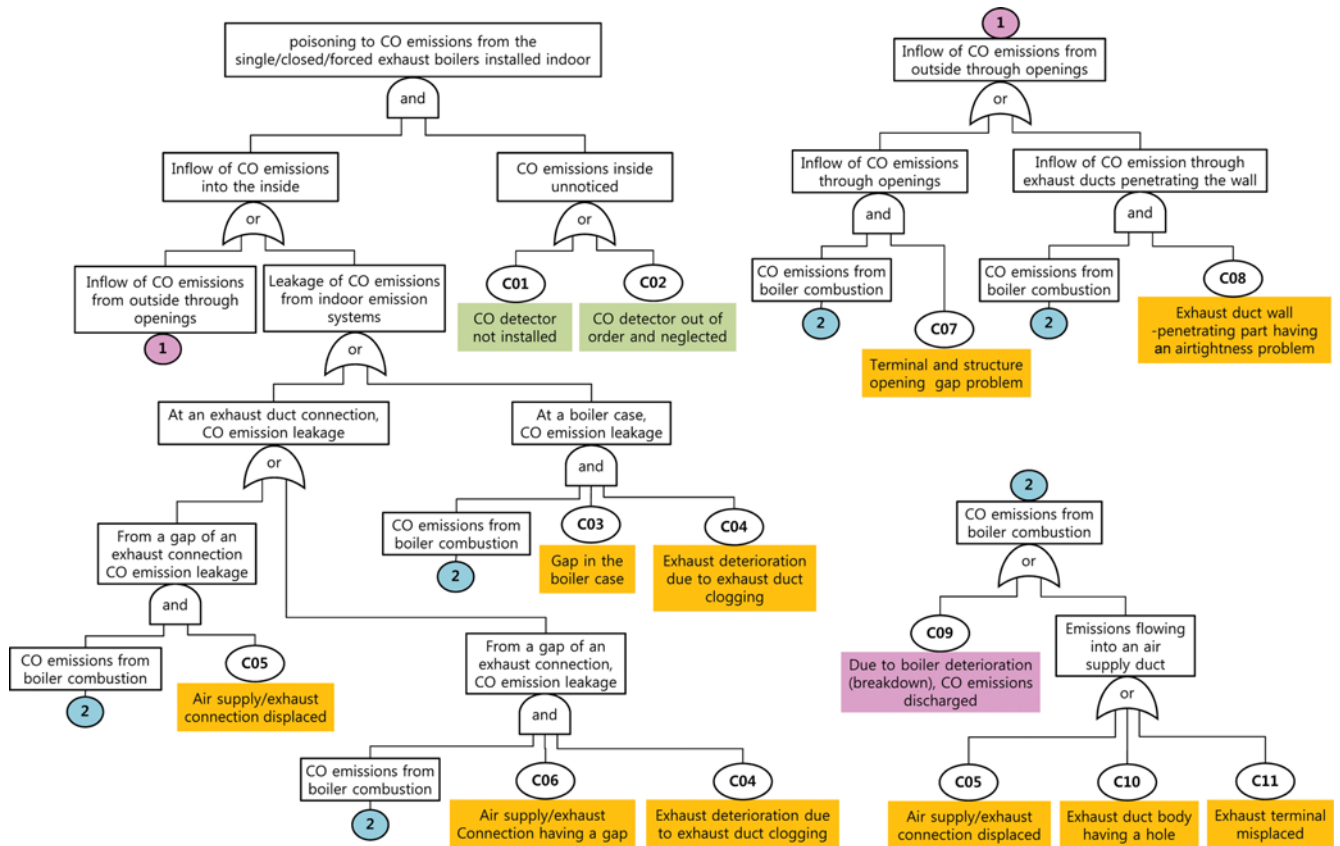 poisoning to CO emissions from the
single/closed/forced exhaust boilers installed indoor
and
Inflow of CO emissions
into the inside
CO emissions inside
unnoticed
or
or
Inflow of CO emissions
from outside through
openings
1
Leakage of CO emissions
from indoor emission
systems
C01
CO detector
not installed
C02
CO detector out of
order and neglected
or
At an exhaust duct connection,
CO emission leakage
At a boiler case,
CO emission leakage
or
and
From a gap of an
exhaust connection
CO emission leakage
and
CO emissions from
boiler combustion
2
C05
Air supply/exhaust
connection displaced
CO emissions from
boiler combustion
2
C03
Gap in the
boiler case
C04
Exhaust deterioration
due to exhaust duct
clogging
From a gap of an
exhaust connection,
CO emission leakage
and
CO emissions from
boiler combustion
2
C06
Air supply/exhaust
Connection having a gap
C04
Exhaust deterioration due
to exhaust duct clogging
1
Inflow of CO emissions from
outside through openings
or
Inflow of CO emissions
through openings
Inflow of CO emission through
exhaust ducts penetrating the wall
and
and
CO emissions from
boiler combustion
2
C07
Terminal and structure
opening gap problem
CO emissions from
boiler combustion
2
C08
Exhaust duct wall
-penetrating part having
an airtightness problem
2
CO emissions from
boiler combustion
or
C09
Due to boiler deterioration
(breakdown), CO emissions
discharged
Emissions flowing
into an air
supply duct
or
C05
Air supply/exhaust
connection displaced
C10
Exhaust duct body
having a hole
C11
Exhaust terminal
misplaced